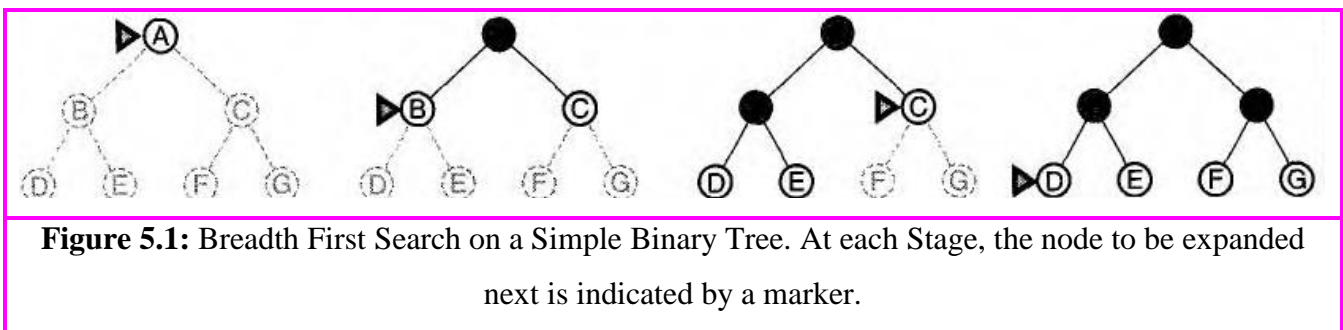 A
B C B C C
D E F G D E F G D E F G D E F G
Figure 5.1: Breadth First Search on a Simple Binary Tree. At each Stage, the node to be expanded
next is indicated by a marker.